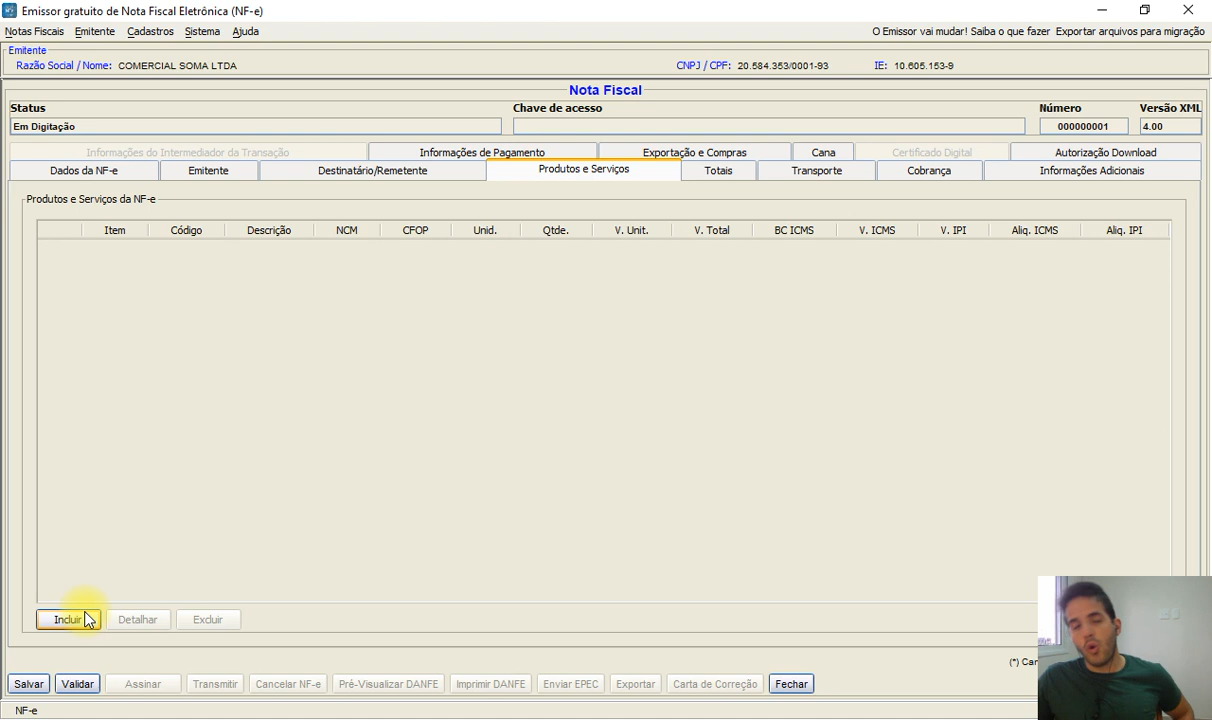 Emissor gratuito de Nota Fiscal Eletrônica (NF-e)
Notas Fiscais Emitente Cadastros Sistema Ajuda O Emissor vai mudar! Saiba o que fazer Exportar arquivos para migração
Emitente
Razão Social / Nome: COMERCIAL SOMA LTDA CNPJ / CPF: 20.584.353/0001-93 IE: 10.605.153-9
Nota Fiscal
Status Chave de acesso Número Versão XML
Em Digitação 000000001 4.00
Informações do Intermediador da Transação Informações de Pagamento Exportação e Compras Cana Certificado Digital Autorização Download
Dados da NF-e Emitente Destinatário/Remetente Produtos e Serviços Totais Transporte Cobrança Informações Adicionais
Produtos e Serviços da NF-e
Item Código Descrição NCM CFOP Unid. Qtde. V. Unit. V. Total BC ICMS V. ICMS V. IPI Aliq. ICMS Aliq. IPI
Incluir Detalhar Excluir
(*) Car
Salvar Validar Assinar Transmitir Cancelar NF-e Pré-Visualizar DANFE Imprimir DANFE Enviar EPEC Exportar Carta de Correção Fechar
NF-e